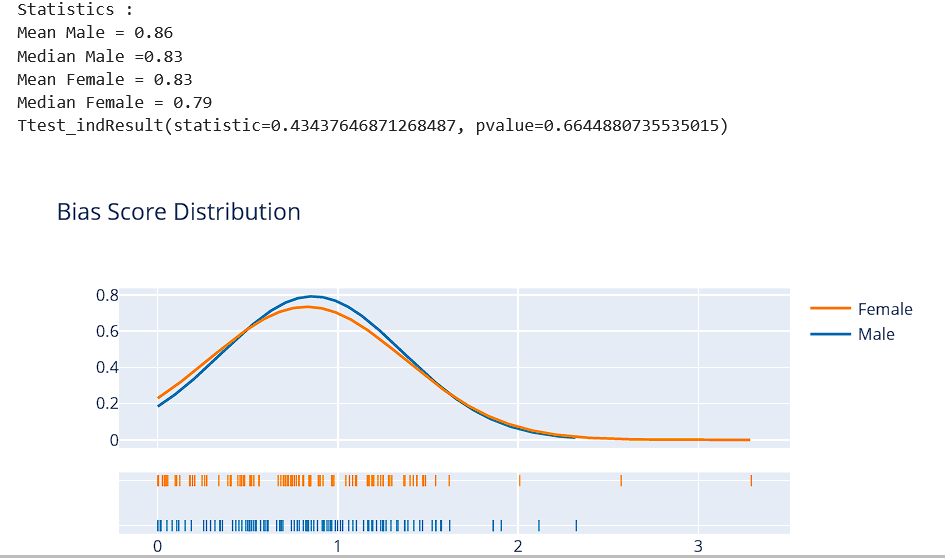 Statistics :
Mean Male = 0.86
Median Male =0.83
Mean Female = 0.83
Median Female = 0.79
Ttest_indResult(statistic=0.43437646871268487, pvalue=0.6644880735535015)
Bias Score Distribution
0.8
0.6
0.4
0.2
0
Female
Male
0 1 2 3